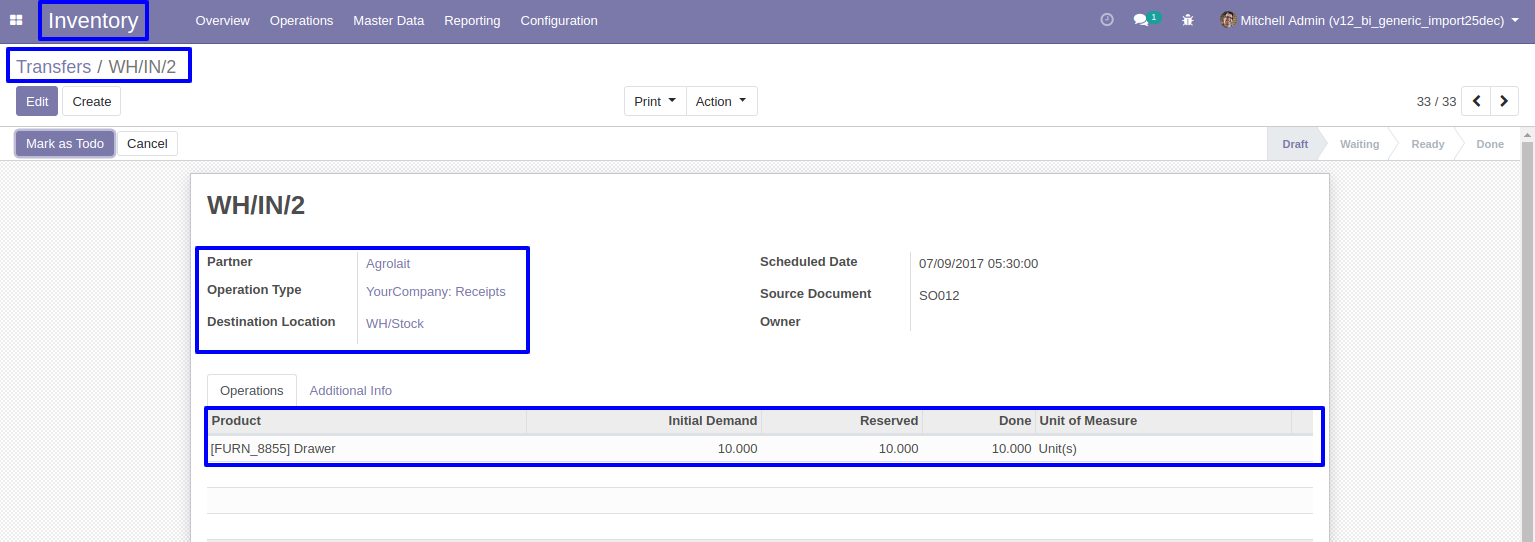 Inventory Overview Operations Master Data Reporting Configuration 1 Mitchell Admin (v12_bi_generic_import25dec)
Transfers / WH/IN/2
Edit Create Print Action 33 / 33
Mark as Todo Cancel Draft Waiting Ready Done
WH/IN/2
Partner Agrolait Scheduled Date 07/09/2017 05:30:00
Operation Type YourCompany: Receipts Source Document SO012
Destination Location WH/Stock Owner
Operations Additional Info
Product Initial Demand Reserved Done Unit of Measure
[FURN_8855] Drawer 10.000 10.000 10.000 Unit(s)